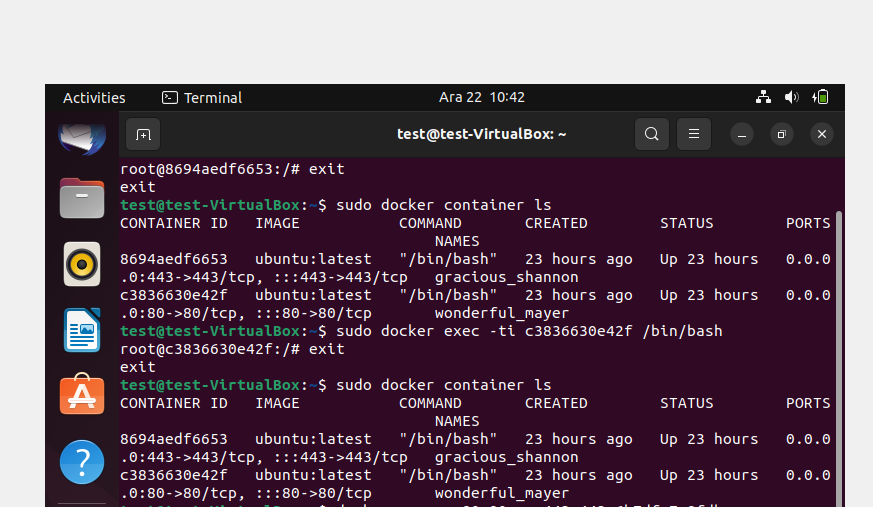 Activities Terminal Ara 22 10:42
test@test-VirtualBox: ~
root@8694aedf6653:/# exit
exit
test@test-VirtualBox:~$ sudo docker container ls
CONTAINER ID IMAGE COMMAND CREATED STATUS PORTS
NAMES
8694aedf6653 ubuntu:latest "/bin/bash" 23 hours ago Up 23 hours 0.0.0
.0:443->443/tcp, :::443->443/tcp gracious_shannon
c3836630e42f ubuntu:latest "/bin/bash" 23 hours ago Up 23 hours 0.0.0
.0:80->80/tcp, :::80->80/tcp wonderful_mayer
test@test-VirtualBox:~$ sudo docker exec -ti c3836630e42f /bin/bash
root@c3836630e42f:/# exit
exit
test@test-VirtualBox:~$ sudo docker container ls
CONTAINER ID IMAGE COMMAND CREATED STATUS PORTS
NAMES
8694aedf6653 ubuntu:latest "/bin/bash" 23 hours ago Up 23 hours 0.0.0
.0:443->443/tcp, :::443->443/tcp gracious_shannon
c3836630e42f ubuntu:latest "/bin/bash" 23 hours ago Up 23 hours 0.0.0
.0:80->80/tcp, :::80->80/tcp wonderful_mayer